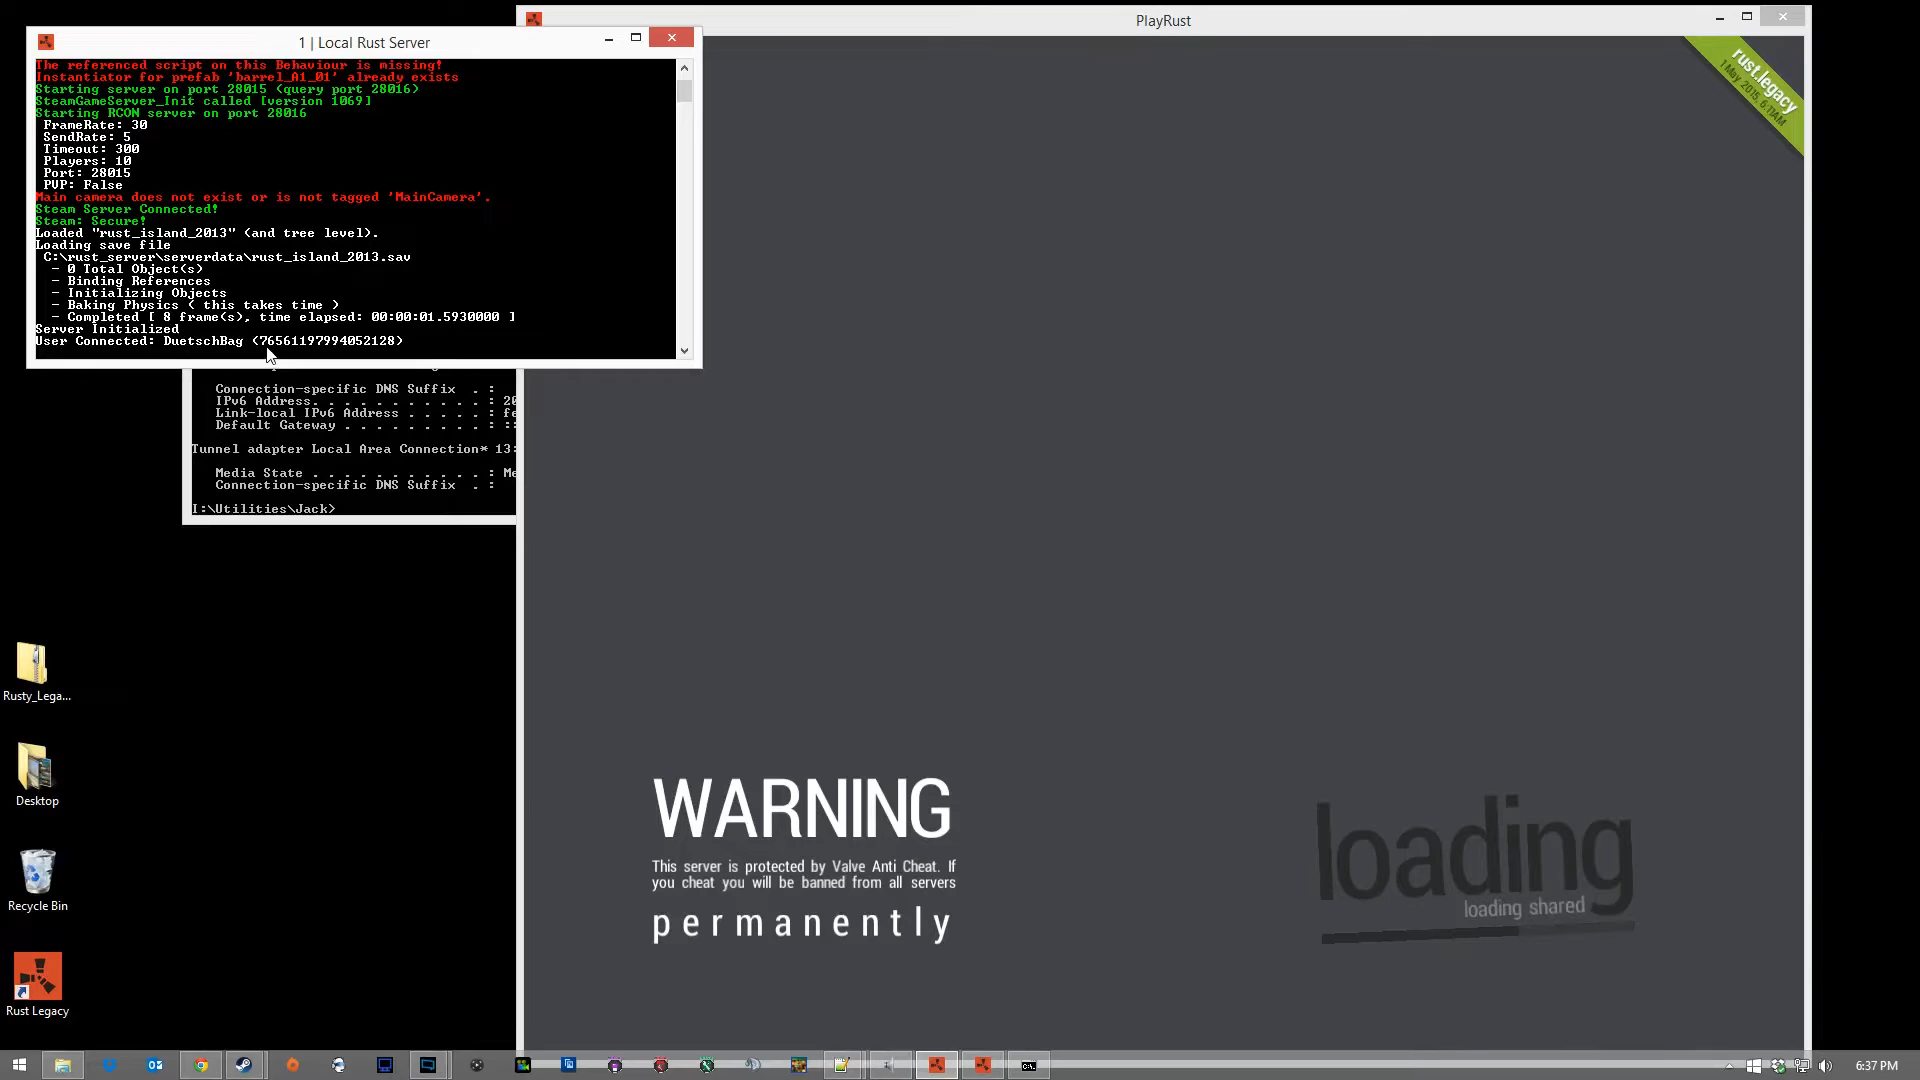 PlayRust
1 | Local Rust Server
The referenced script on this Behaviour is missing!
Instantiator for prefab 'barrel_A1_01' already exists
Starting server on port 28015 (query port 28016)
SteamGameServer_Init called [version 1069]
Starting RCON server on port 28016
FrameRate: 30
SendRate: 5
Timeout: 300
Players: 10
Port: 28015
PVP: False
Main camera does not exist or is not tagged 'MainCamera'.
Steam Server Connected!
Steam: Secure!
Loaded "rust_island_2013" (and tree level).
Loading save file
C:\rust_server\serverdata\rust_island_2013.sav
- 0 Total Object(s)
- Binding References
- Initializing Objects
- Baking Physics ( this takes time )
- Completed [ 8 frame(s), time elapsed: 00:00:01.5930000 ]
Server Initialized
User Connected: DuetschBag (76561197994052128)
rust.legacy
1 May 2015, 6:11AM
Connection-specific DNS Suffix . :
IPv6 Address. . . . . . . . . . . : 20
Link-local IPv6 Address . . . . . : fe
Default Gateway . . . . . . . . . : ::
Tunnel adapter Local Area Connection* 13:
Media State . . . . . . . . . . . : Me
Connection-specific DNS Suffix . :
I:\Utilities\Jack>
Rusty_Lega...
Desktop
Recycle Bin
Rust Legacy
WARNING
This server is protected by Valve Anti Cheat. If
you cheat you will be banned from all servers
permanently
loading
loading shared
6:37 PM